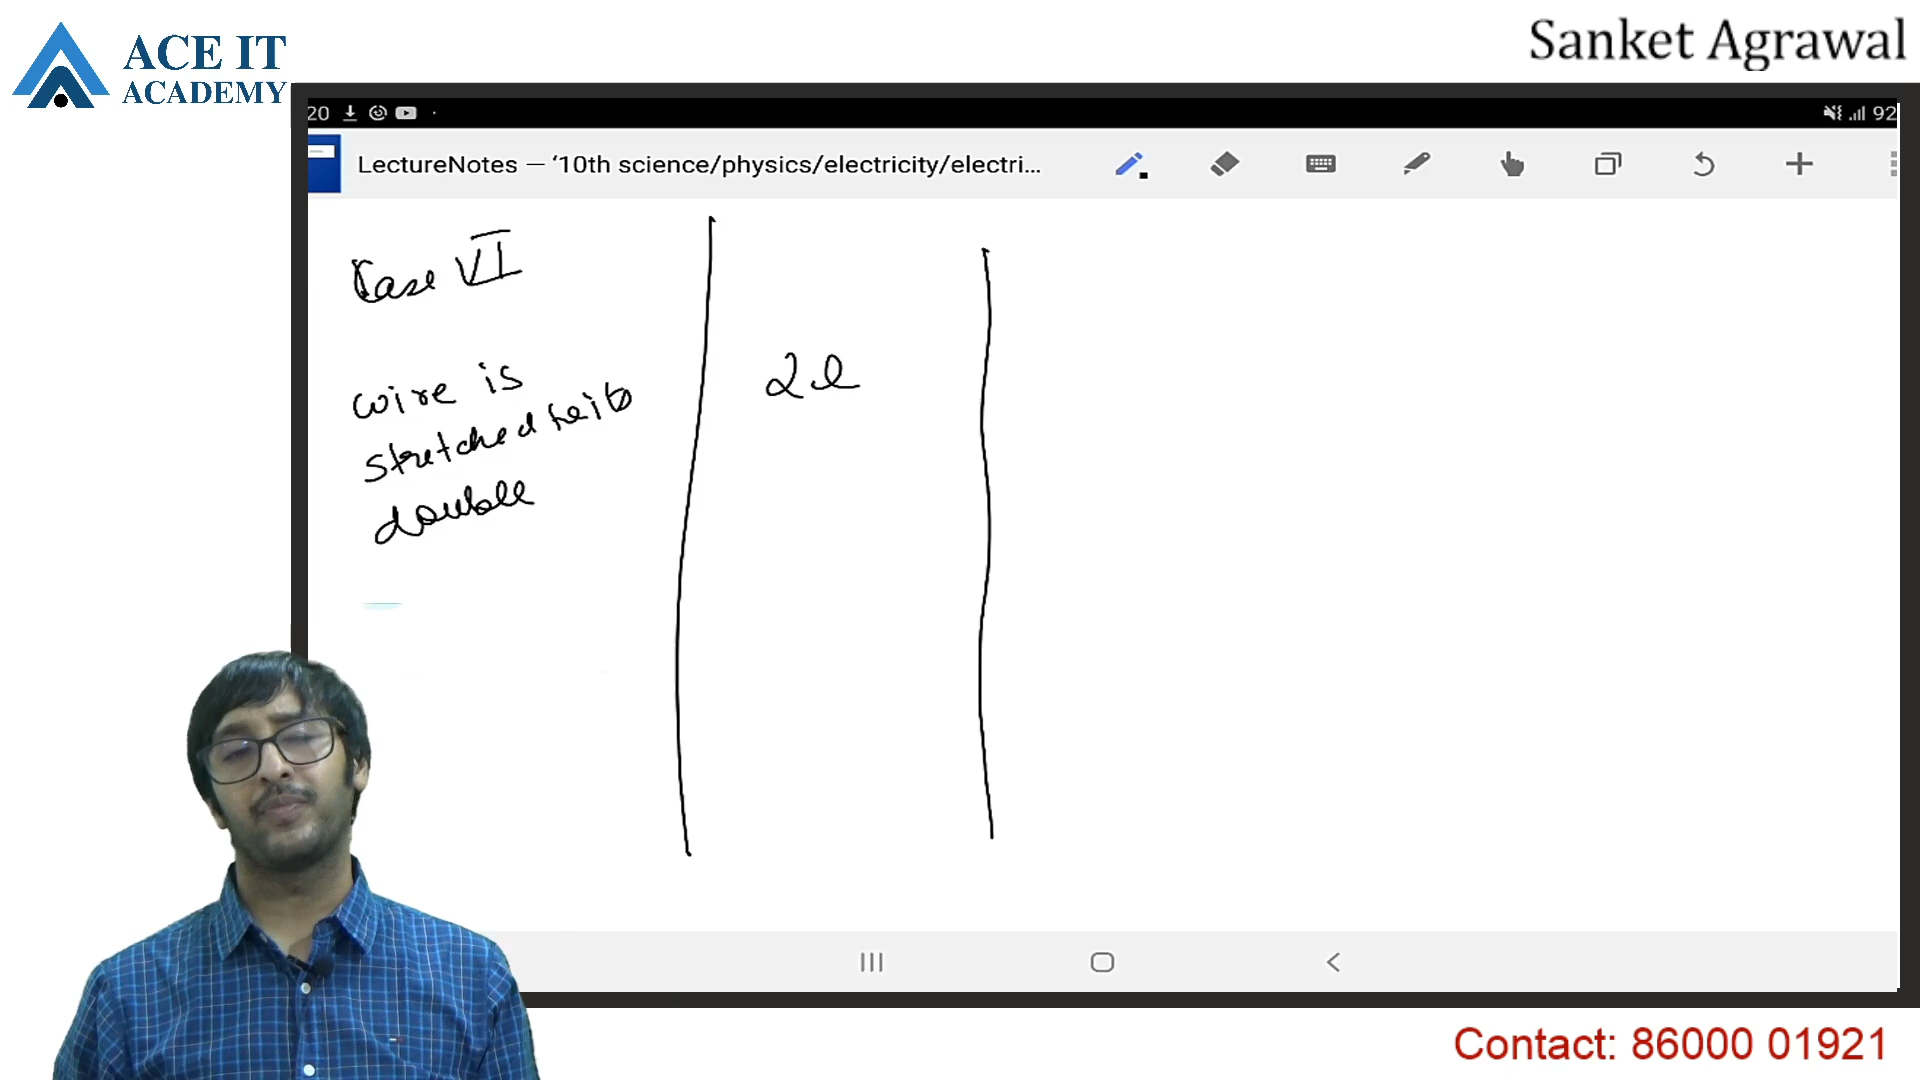 ACE IT
ACADEMY
Sanket Agrawal
20
92
LectureNotes — ‘10th science/physics/electricity/electri...
Case VI
wire is
stretched
double
2l
Contact: 86000 01921